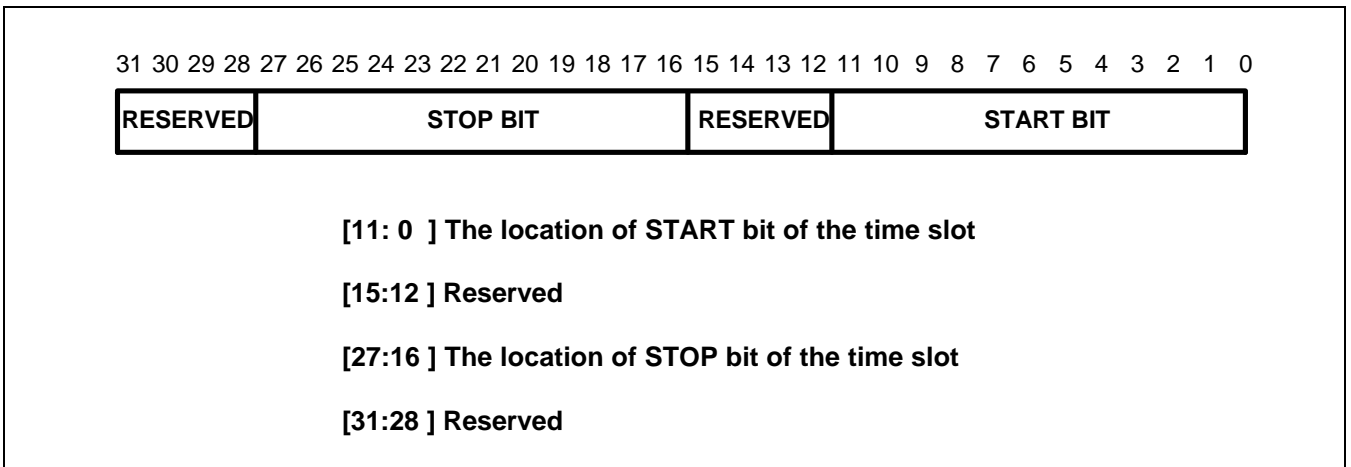 31 30 29 28 27 26 25 24 23 22 21 20 19 18 17 16 15 14 13 12 11 10 9 8 7 6 5 4 3 2 1 0
RESERVED STOP BIT RESERVED START BIT
[11: 0 ] The location of START bit of the time slot
[15:12 ] Reserved
[27:16 ] The location of STOP bit of the time slot
[31:28 ] Reserved